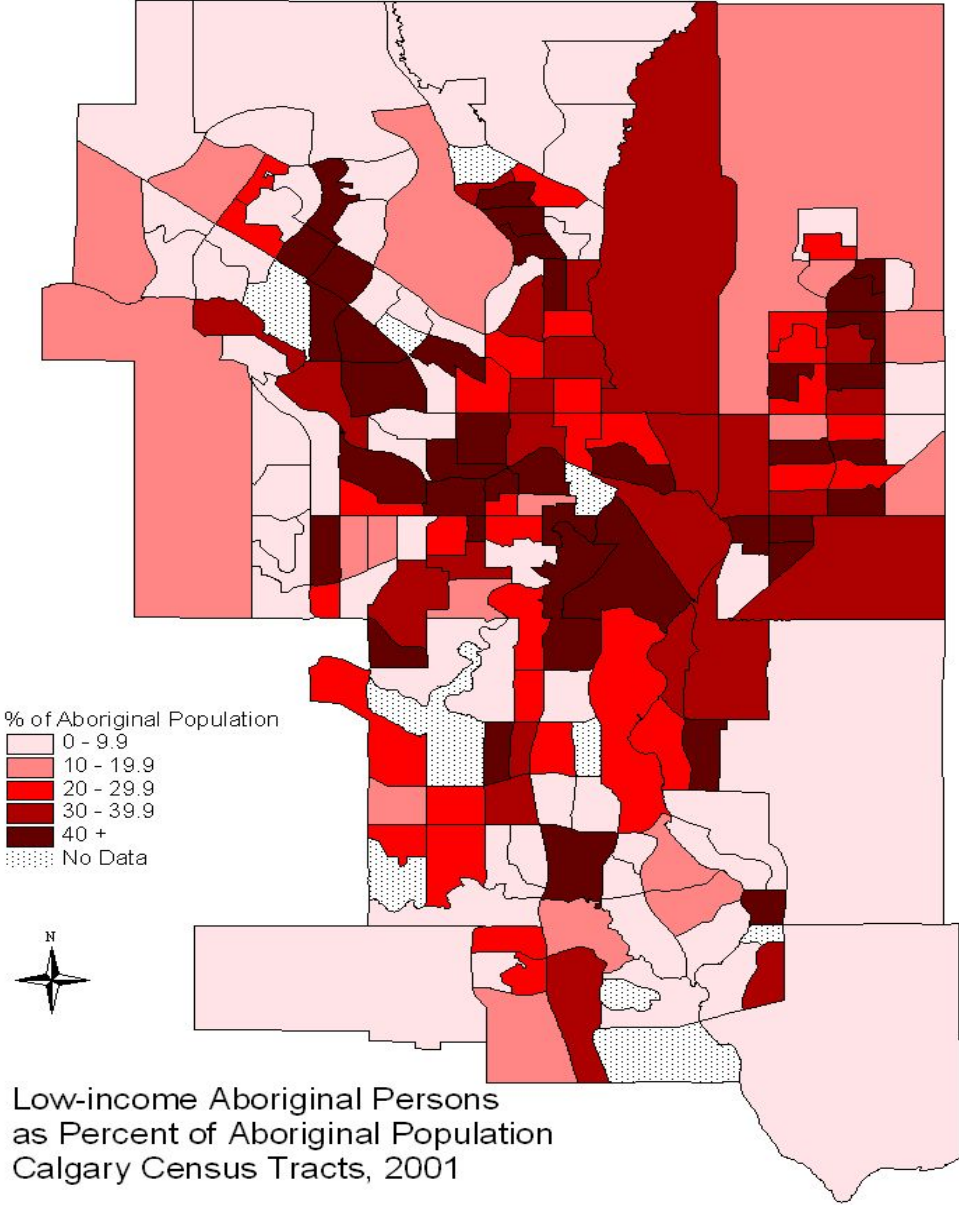 % of Aboriginal Population
0 - 9.9
10 - 19.9
20 - 29.9
30 - 39.9
40 +
No Data
N
Low-income Aboriginal Persons
as Percent of Aboriginal Population
Calgary Census Tracts, 2001